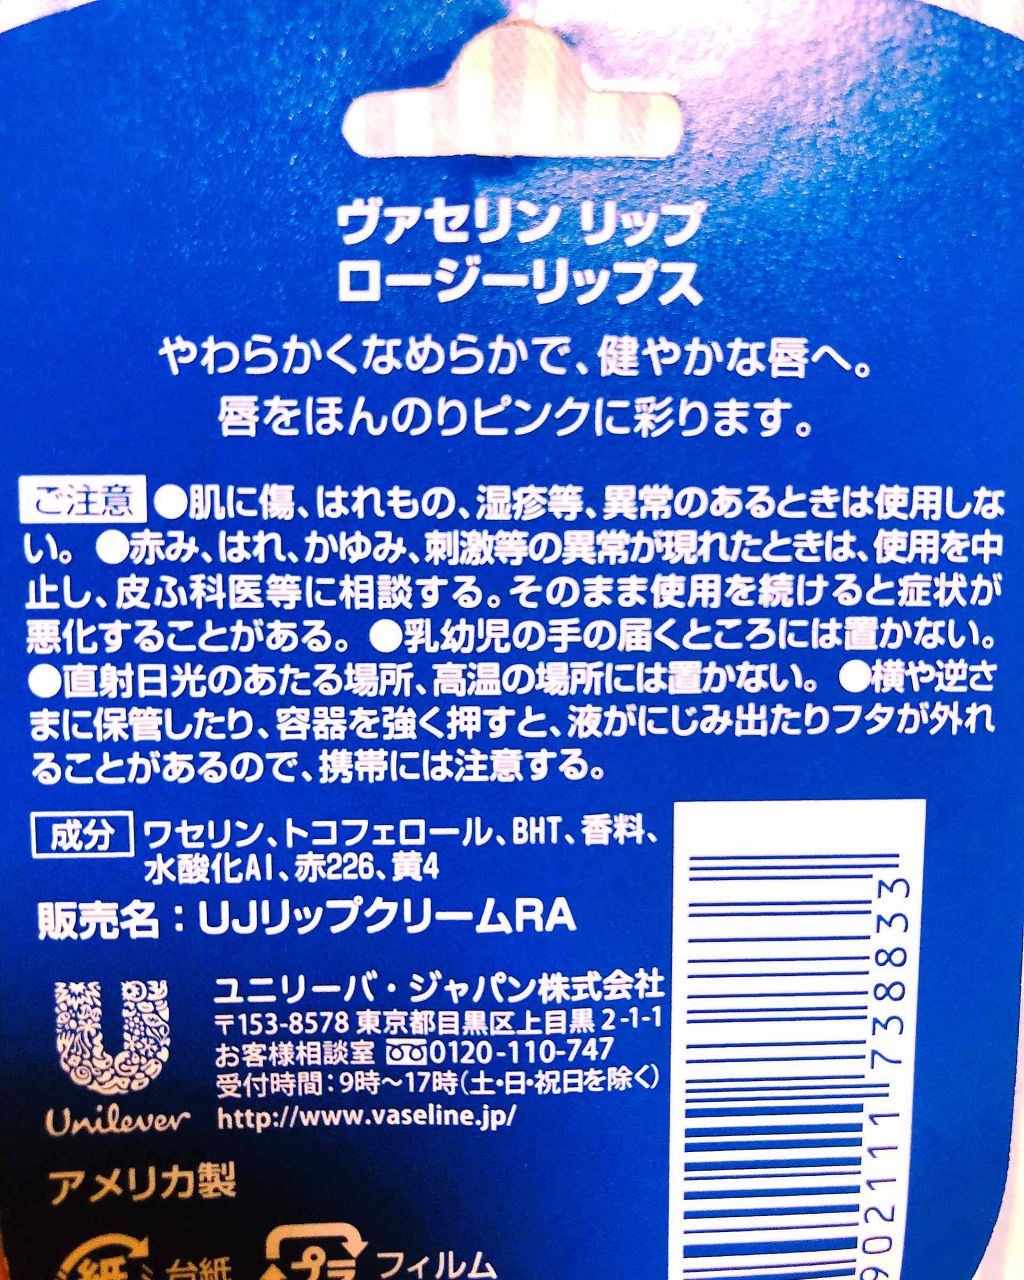 ヴァセリン リップ
ロージーリップス
やわらかくなめらかで、健やかな唇へ。
唇をほんのりピンクに彩ります。
ご注意 ●肌に傷、はれもの、湿疹等、異常のあるときは使用しな
い。 ●赤み、はれ、かゆみ、刺激等の異常が現れたときは、使用を中
止し、皮ふ科医等に相談する。そのまま使用を続けると症状が
悪化することがある。 ●乳幼児の手の届くところには置かない。
●直射日光のあたる場所、高温の場所には置かない。 ●横や逆さ
まに保管したり、容器を強く押すと、液がにじみ出たりフタが外れ
ることがあるので、携帯には注意する。
成分 ワセリン、トコフェロール、BHT、香料、
水酸化Al、赤226、黄4
販売名：UJリップクリームRA
ユニリーバ・ジャパン株式会社
〒153-8578 東京都目黒区上目黒 2-1-1
お客様相談室 0120-110-747
受付時間：9時～17時(土・日・祝日を除く)
http://www.vaseline.jp/
Unilever
アメリカ製
紙 台紙 プラ フィルム
902111 738833